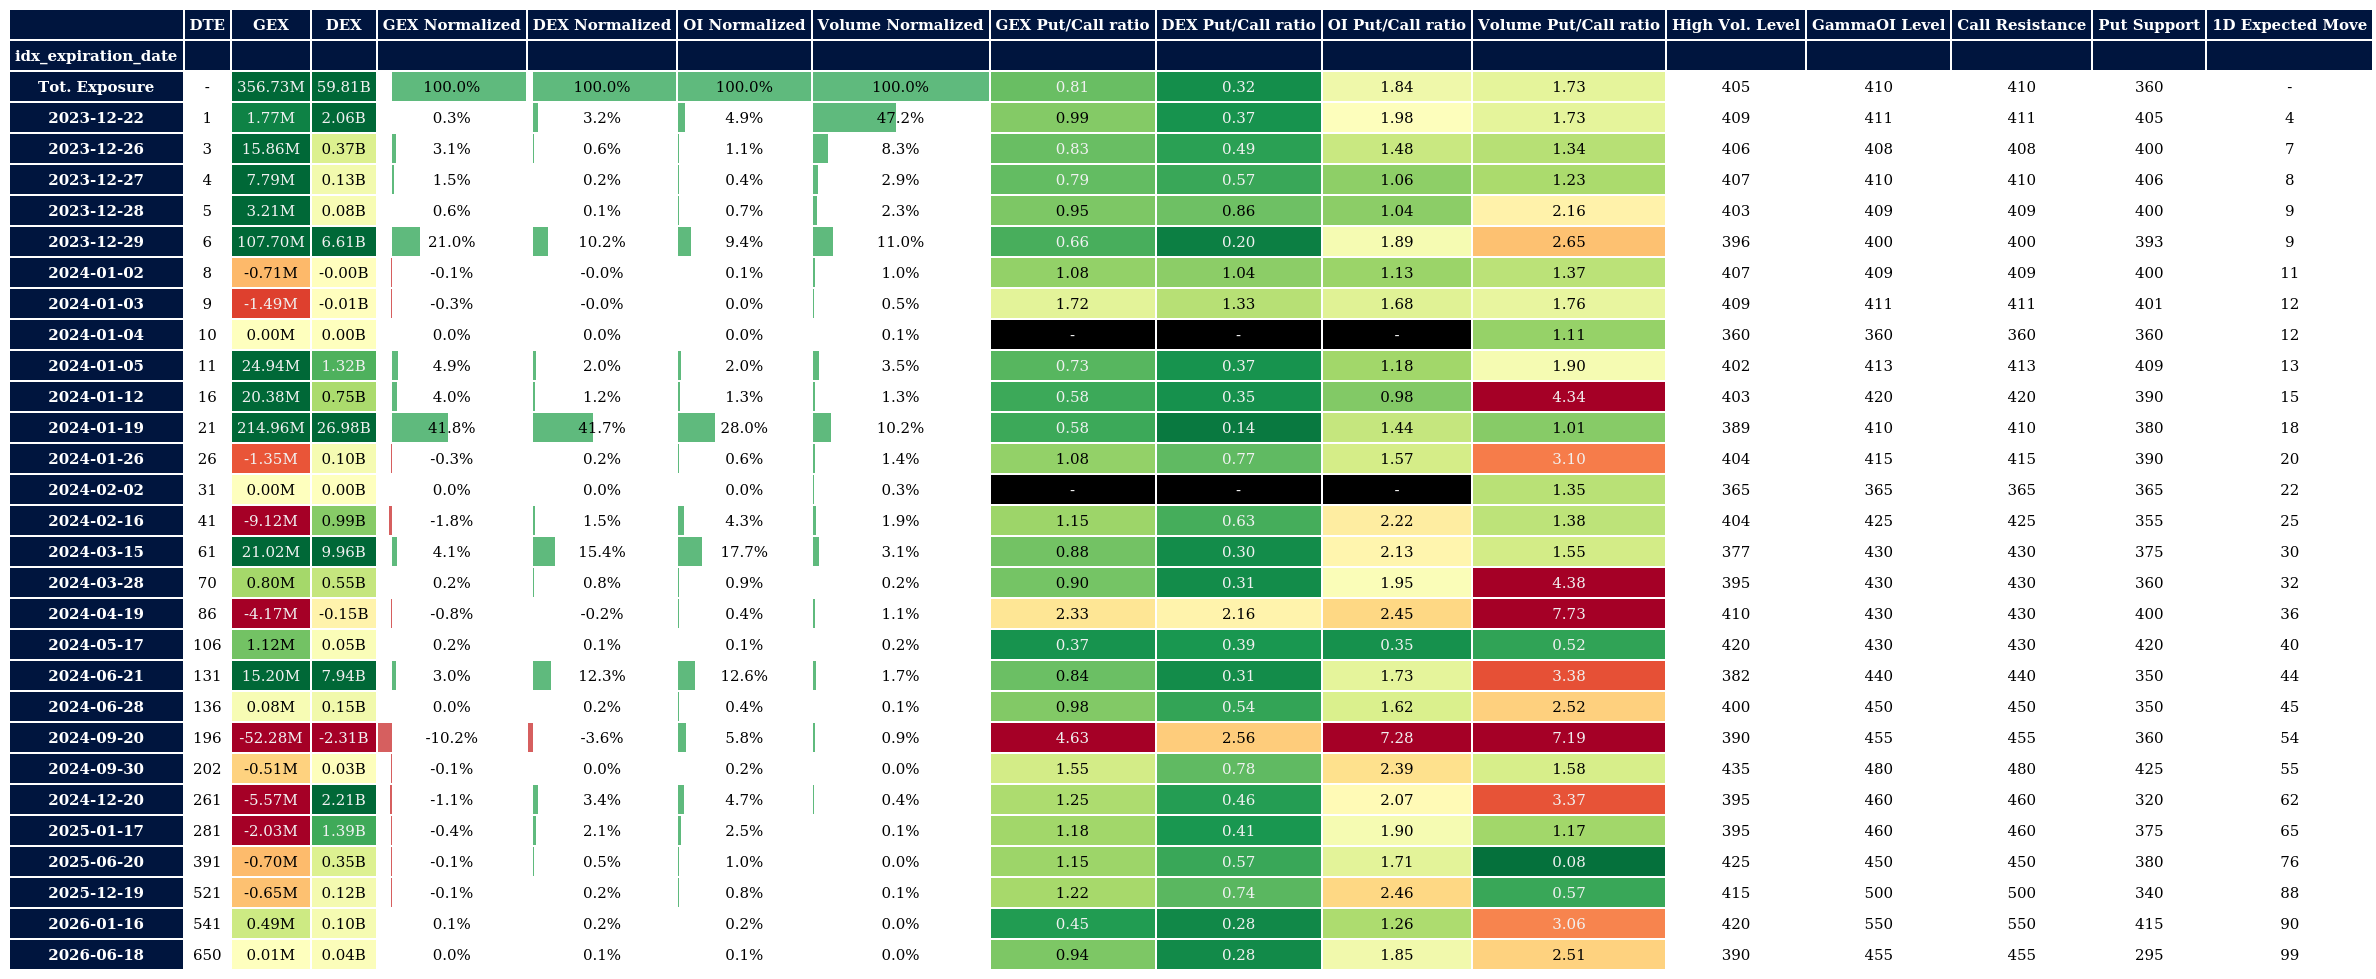 DTE GEX DEX GEX Normalized DEX Normalized OI Normalized Volume Normalized GEX Put/Call ratio DEX Put/Call ratio OI Put/Call ratio Volume Put/Call ratio High Vol. Level GammaOI Level Call Resistance Put Support 1D Expected Move
idx_expiration_date
Tot. Exposure - 356.73M 59.81B 100.0% 100.0% 100.0% 100.0% 0.81 0.32 1.84 1.73 405 410 410 360 -
2023-12-22 1 1.77M 2.06B 0.3% 3.2% 4.9% 47.2% 0.99 0.37 1.98 1.73 409 411 411 405 4
2023-12-26 3 15.86M 0.37B 3.1% 0.6% 1.1% 8.3% 0.83 0.49 1.48 1.34 406 408 408 400 7
2023-12-27 4 7.79M 0.13B 1.5% 0.2% 0.4% 2.9% 0.79 0.57 1.06 1.23 407 410 410 406 8
2023-12-28 5 3.21M 0.08B 0.6% 0.1% 0.7% 2.3% 0.95 0.86 1.04 2.16 403 409 409 400 9
2023-12-29 6 107.70M 6.61B 21.0% 10.2% 9.4% 11.0% 0.66 0.20 1.89 2.65 396 400 400 393 9
2024-01-02 8 -0.71M -0.00B -0.1% -0.0% 0.1% 1.0% 1.08 1.04 1.13 1.37 407 409 409 400 11
2024-01-03 9 -1.49M -0.01B -0.3% -0.0% 0.0% 0.5% 1.72 1.33 1.68 1.76 409 411 411 401 12
2024-01-04 10 0.00M 0.00B 0.0% 0.0% 0.0% 0.1% - - - 1.11 360 360 360 360 12
2024-01-05 11 24.94M 1.32B 4.9% 2.0% 2.0% 3.5% 0.73 0.37 1.18 1.90 402 413 413 409 13
2024-01-12 16 20.38M 0.75B 4.0% 1.2% 1.3% 1.3% 0.58 0.35 0.98 4.34 403 420 420 390 15
2024-01-19 21 214.96M 26.98B 41.8% 41.7% 28.0% 10.2% 0.58 0.14 1.44 1.01 389 410 410 380 18
2024-01-26 26 -1.35M 0.10B -0.3% 0.2% 0.6% 1.4% 1.08 0.77 1.57 3.10 404 415 415 390 20
2024-02-02 31 0.00M 0.00B 0.0% 0.0% 0.0% 0.3% - - - 1.35 365 365 365 365 22
2024-02-16 41 -9.12M 0.99B -1.8% 1.5% 4.3% 1.9% 1.15 0.63 2.22 1.38 404 425 425 355 25
2024-03-15 61 21.02M 9.96B 4.1% 15.4% 17.7% 3.1% 0.88 0.30 2.13 1.55 377 430 430 375 30
2024-03-28 70 0.80M 0.55B 0.2% 0.8% 0.9% 0.2% 0.90 0.31 1.95 4.38 395 430 430 360 32
2024-04-19 86 -4.17M -0.15B -0.8% -0.2% 0.4% 1.1% 2.33 2.16 2.45 7.73 410 430 430 400 36
2024-05-17 106 1.12M 0.05B 0.2% 0.1% 0.1% 0.2% 0.37 0.39 0.35 0.52 420 430 430 420 40
2024-06-21 131 15.20M 7.94B 3.0% 12.3% 12.6% 1.7% 0.84 0.31 1.73 3.38 382 440 440 350 44
2024-06-28 136 0.08M 0.15B 0.0% 0.2% 0.4% 0.1% 0.98 0.54 1.62 2.52 400 450 450 350 45
2024-09-20 196 -52.28M -2.31B -10.2% -3.6% 5.8% 0.9% 4.63 2.56 7.28 7.19 390 455 455 360 54
2024-09-30 202 -0.51M 0.03B -0.1% 0.0% 0.2% 0.0% 1.55 0.78 2.39 1.58 435 480 480 425 55
2024-12-20 261 -5.57M 2.21B -1.1% 3.4% 4.7% 0.4% 1.25 0.46 2.07 3.37 395 460 460 320 62
2025-01-17 281 -2.03M 1.39B -0.4% 2.1% 2.5% 0.1% 1.18 0.41 1.90 1.17 395 460 460 375 65
2025-06-20 391 -0.70M 0.35B -0.1% 0.5% 1.0% 0.0% 1.15 0.57 1.71 0.08 425 450 450 380 76
2025-12-19 521 -0.65M 0.12B -0.1% 0.2% 0.8% 0.1% 1.22 0.74 2.46 0.57 415 500 500 340 88
2026-01-16 541 0.49M 0.10B 0.1% 0.2% 0.2% 0.0% 0.45 0.28 1.26 3.06 420 550 550 415 90
2026-06-18 650 0.01M 0.04B 0.0% 0.1% 0.1% 0.0% 0.94 0.28 1.85 2.51 390 455 455 295 99